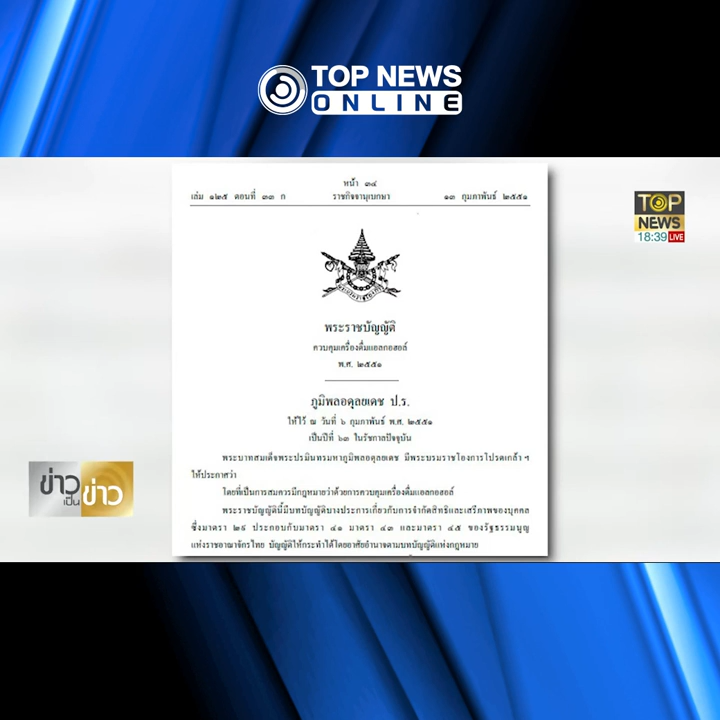 TOP NEWS
ONLINE
หน้า ๓๔
เล่ม ๑๒๕ ตอนที่ ๓๓ ก ราชกิจจานุเบกษา ๑๓ กุมภาพันธ์ ๒๕๕๑
TOP
NEWS
18:39 LIVE
พระราชบัญญัติ
ควบคุมเครื่องดื่มแอลกอฮอล์
พ.ศ. ๒๕๕๑
ภูมิพลอดุลยเดช ป.ร.
ให้ไว้ ณ วันที่ ๖ กุมภาพันธ์ พ.ศ. ๒๕๕๑
เป็นปีที่ ๖๓ ในรัชกาลปัจจุบัน
พระบาทสมเด็จพระปรมินทรมหาภูมิพลอดุลยเดช มีพระบรมราชโองการโปรดเกล้า ฯ
ให้ประกาศว่า
โดยที่เป็นการสมควรมีกฎหมายว่าด้วยการควบคุมเครื่องดื่มแอลกอฮอล์
พระราชบัญญัตินี้มีบทบัญญัติบางประการเกี่ยวกับการจำกัดสิทธิและเสรีภาพของบุคคล
ซึ่งมาตรา ๒๙ ประกอบกับมาตรา ๔๑ มาตรา ๔๓ และมาตรา ๔๕ ของรัฐธรรมนูญ
แห่งราชอาณาจักรไทย บัญญัติให้กระทำได้โดยอาศัยอำนาจตามบทบัญญัติแห่งกฎหมาย
ข่าว
เป็น
ข่าว